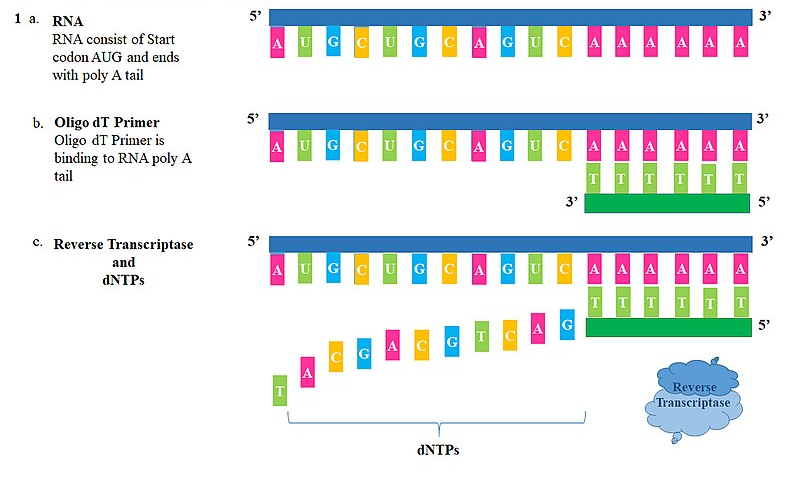 1 a. RNA
RNA consist of Start
codon AUG and ends
with poly A tail
5’ 3’
A U G C U G C A G U C A A A A A A
b. Oligo dT Primer
Oligo dT Primer is
binding to RNA poly A
tail
5’ 3’
A U G C U G C A G U C A A A A A A
T T T T T T
3’ 5’
c. Reverse Transcriptase
and
dNTPs
5’ 3’
A U G C U G C A G U C A A A A A A
T T T T T T
5’
T A C G A C G T C A G
Reverse
Transcriptase
dNTPs